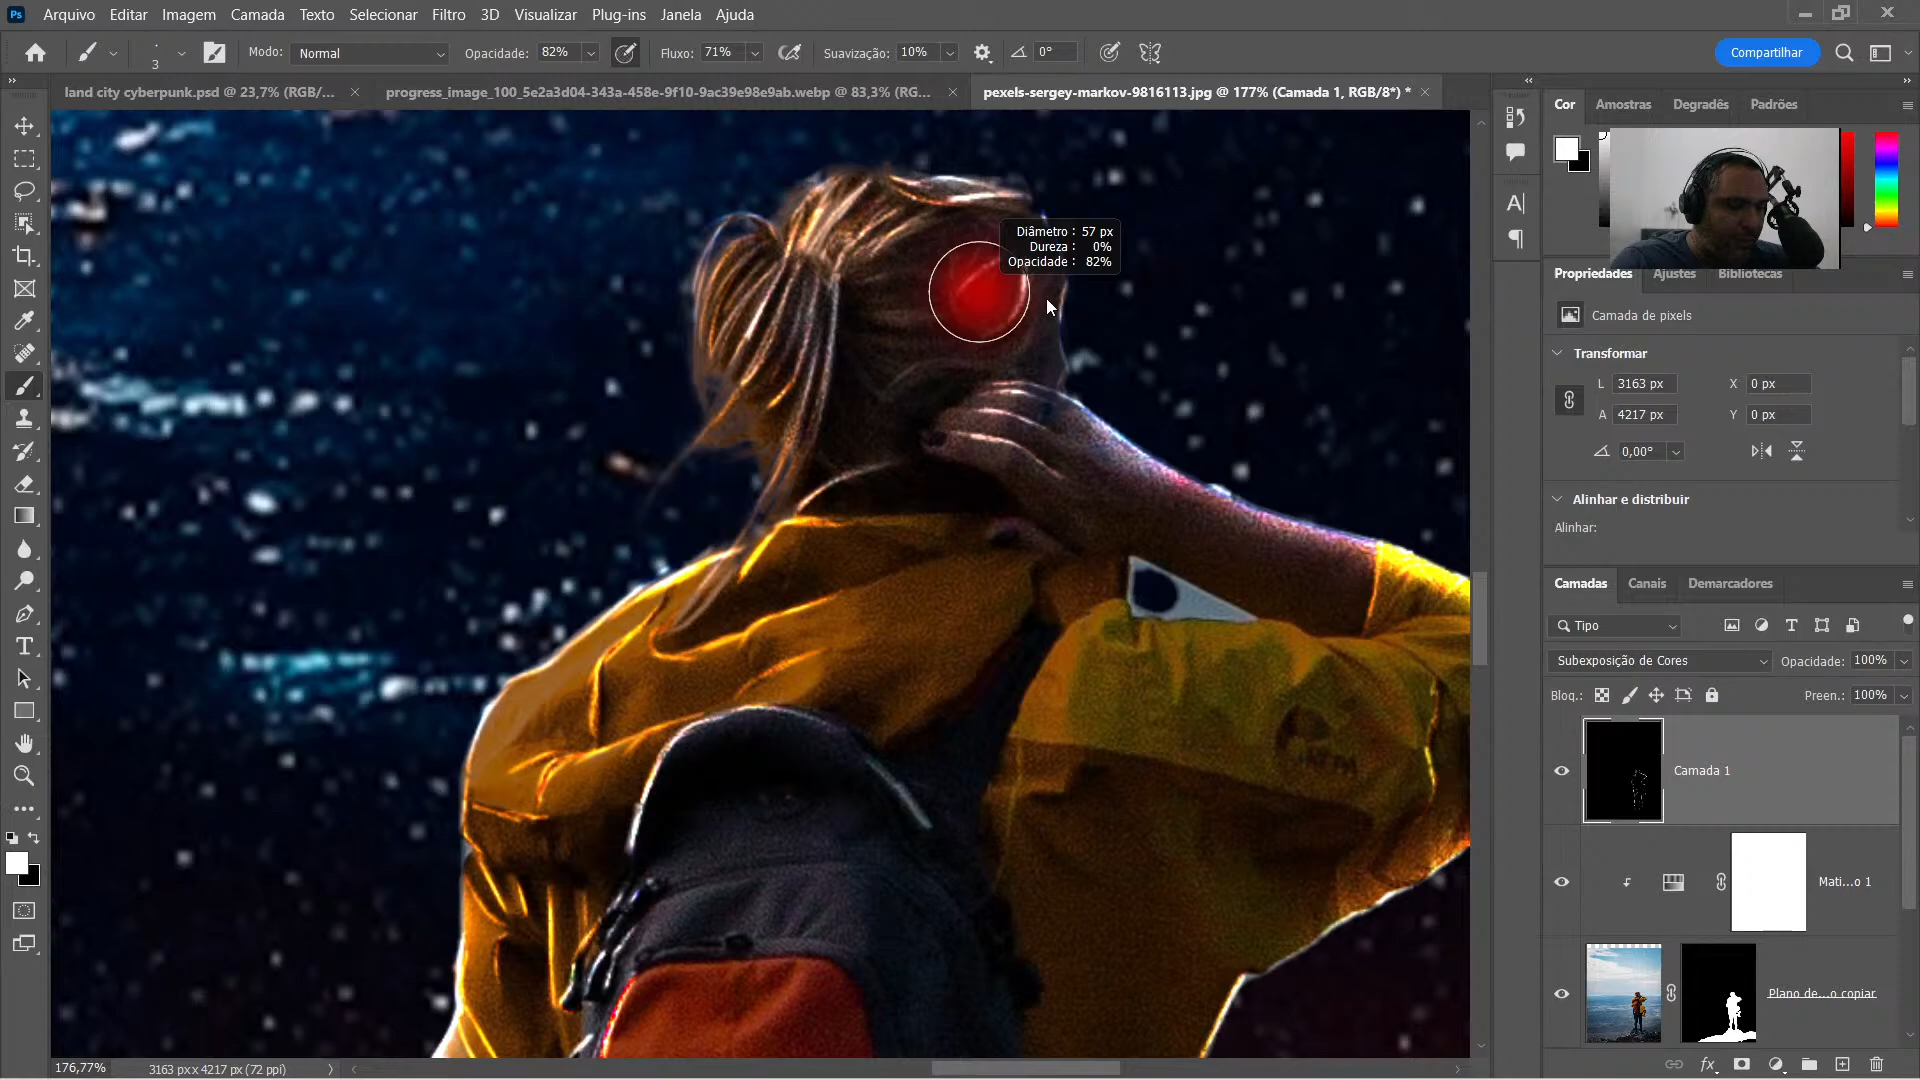 Ps Arquivo Editar Imagem Camada Texto Selecionar Filtro 3D Visualizar Plug-ins Janela Ajuda
3 Modo: Normal Opacidade: 82% Fluxo: 71% Suavização: 10% 0° Compartilhar
land city cyberpunk.psd @ 23,7% (RGB/... progress_image_100_5e2a3d04-343a-458e-9f10-9ac39e98e9ab.webp @ 83,3% (RG... pexels-sergey-markov-9816113.jpg @ 177% (Camada 1, RGB/8*) *
Cor Amostras Degradês Padrões
Diâmetro : 57 px
Dureza : 0%
Opacidade : 82%
Propriedades Ajustes Bibliotecas
Camada de pixels
Transformar
L 3163 px X 0 px
A 4217 px Y 0 px
0,00°
Alinhar e distribuir
Alinhar:
Camadas Canais Demarcadores
Tipo
Subexposição de Cores Opacidade: 100%
Bloq.: Preen.: 100%
Camada 1
Mati...o 1
Plano de...o copiar
fx
176,77% 3163 px x 4217 px (72 ppi)